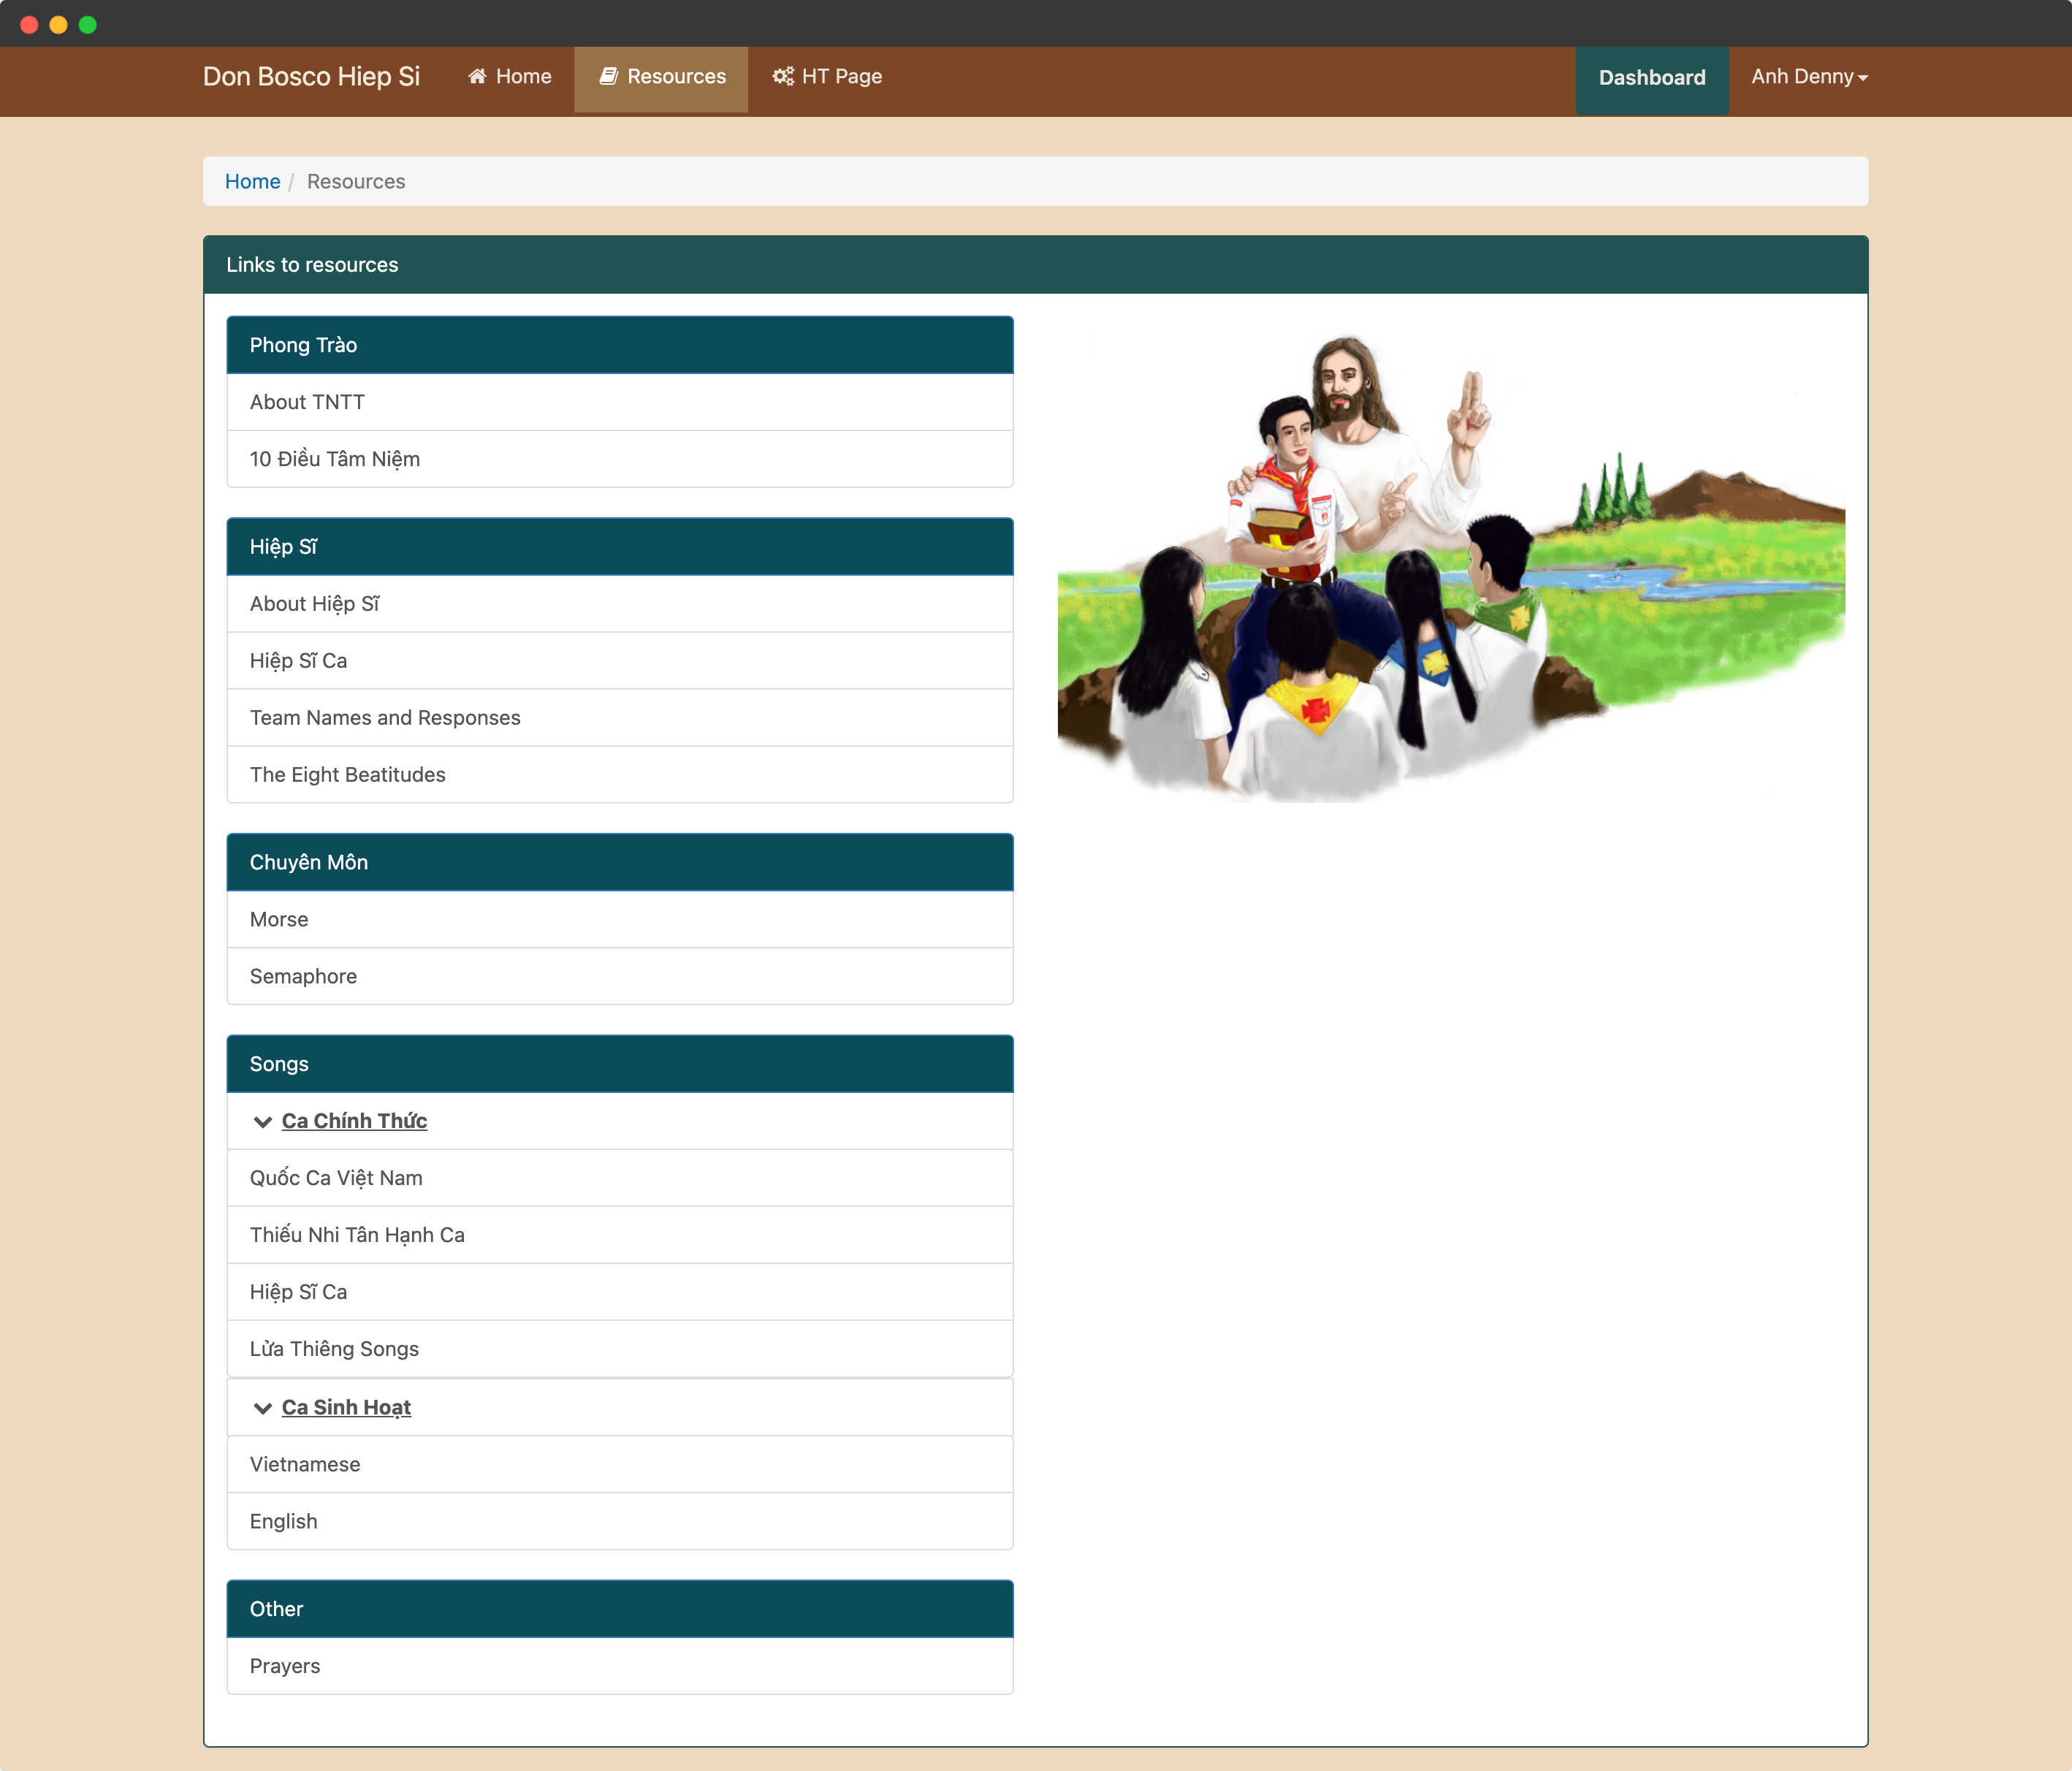 Don Bosco Hiep Si
Home
Resources
HT Page
Dashboard
Anh Denny
Home / Resources
Links to resources
Phong Trào
About TNTT
10 Điều Tâm Niệm
Hiệp Sĩ
About Hiệp Sĩ
Hiệp Sĩ Ca
Team Names and Responses
The Eight Beatitudes
Chuyên Môn
Morse
Semaphore
Songs
Ca Chính Thức
Quốc Ca Việt Nam
Thiếu Nhi Tân Hạnh Ca
Hiệp Sĩ Ca
Lửa Thiêng Songs
Ca Sinh Hoạt
Vietnamese
English
Other
Prayers